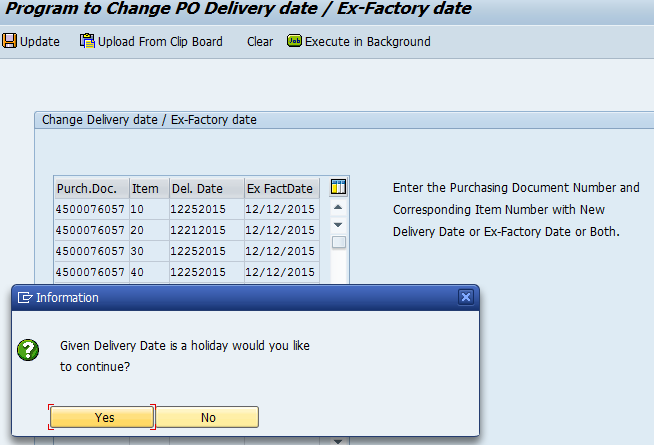 Program to Change PO Delivery date / Ex-Factory date
Update Upload From Clip Board Clear Job Execute in Background
Change Delivery date / Ex-Factory date
Purch.Doc. Item Del. Date Ex FactDate
4500076057 10 12252015 12/12/2015
4500076057 20 12212015 12/12/2015
4500076057 30 12252015 12/12/2015
4500076057 40 12252015 12/12/2015
Enter the Purchasing Document Number and
Corresponding Item Number with New
Delivery Date or Ex-Factory Date or Both.
Information
Given Delivery Date is a holiday would you like
to continue?
Yes No